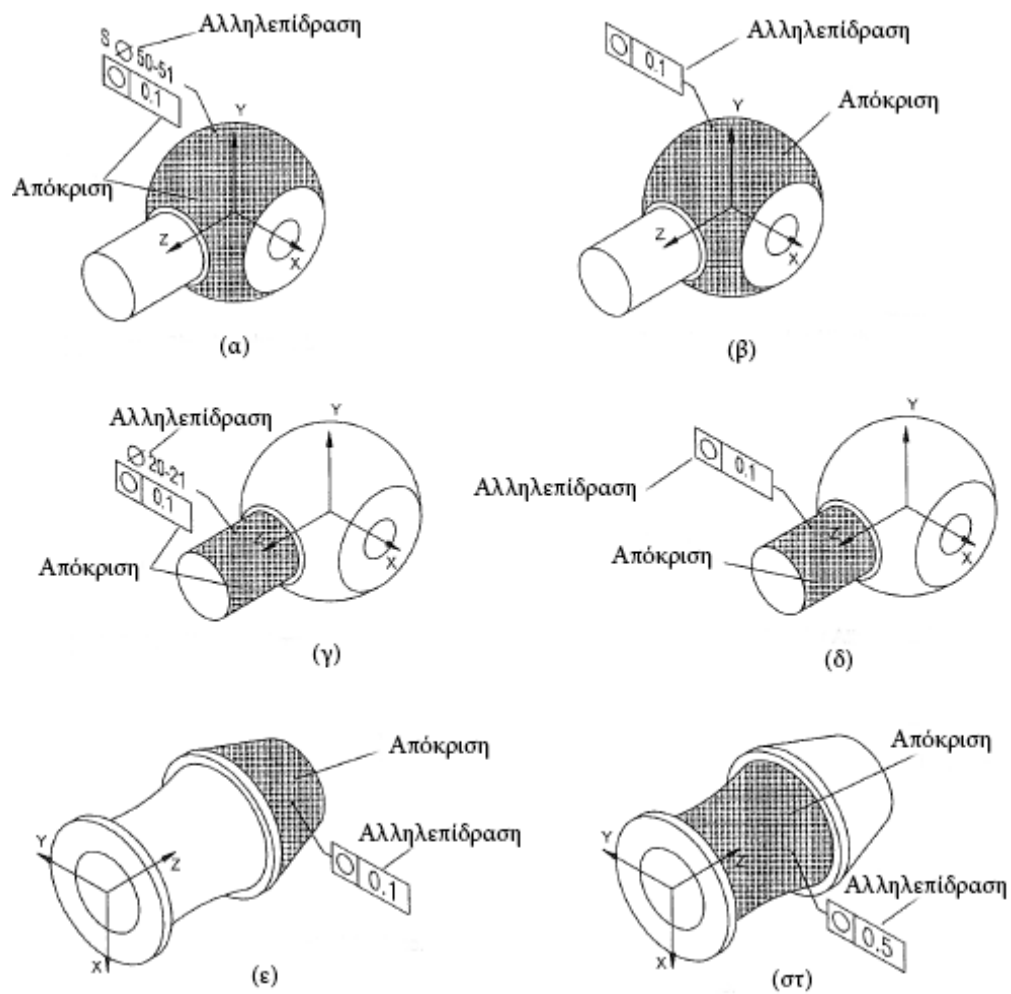 Αλληλεπίδραση
S ∅ 50-51
○ 0.1
Y
Απόκριση
Z
X
(α)
Αλληλεπίδραση
○ 0.1
Y
Απόκριση
Z
X
(β)
Αλληλεπίδραση
∅ 20-21
○ 0.1
Y
Απόκριση
Z
X
(γ)
○ 0.1
Y
Αλληλεπίδραση
Απόκριση
Z
X
(δ)
Απόκριση
Αλληλεπίδραση
○ 0.1
Y
Z
X
(ε)
Απόκριση
Αλληλεπίδραση
○ 0.5
Y
Z
X
(στ)